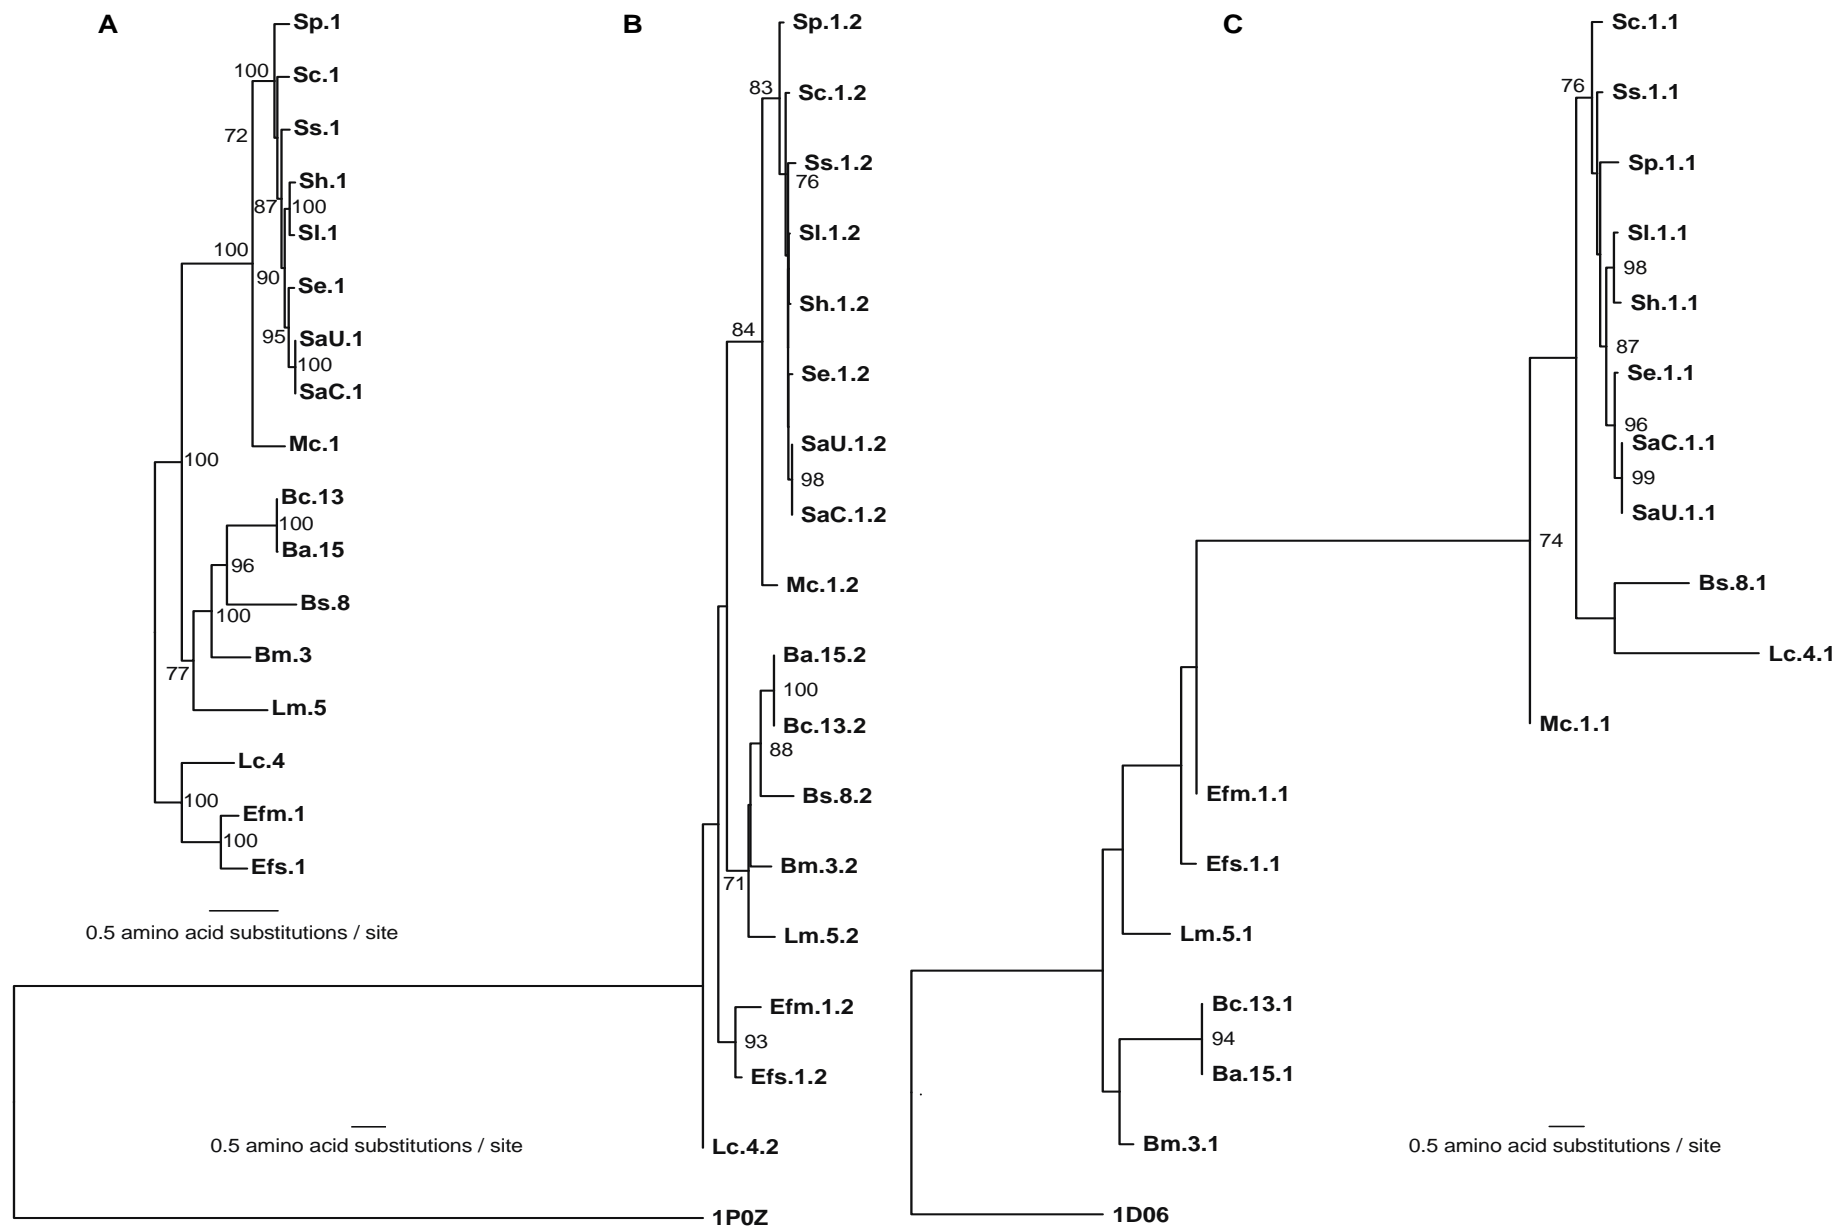 A
Sp.1
100
Sc.1
72
Ss.1
Sh.1
87
100
Sl.1
100
90
Se.1
95
SaU.1
100
SaC.1
Mc.1
100
Bc.13
100
Ba.15
96
Bs.8
100
Bm.3
77
Lm.5
Lc.4
100
Efm.1
100
Efs.1
0.5 amino acid substitutions / site
B
Sp.1.2
83
Sc.1.2
Ss.1.2
76
Sl.1.2
Sh.1.2
84
Se.1.2
SaU.1.2
98
SaC.1.2
Mc.1.2
Ba.15.2
100
Bc.13.2
88
Bs.8.2
Bm.3.2
71
Lm.5.2
Efm.1.2
93
Efs.1.2
Lc.4.2
1P0Z
0.5 amino acid substitutions / site
C
Sc.1.1
76
Ss.1.1
Sp.1.1
Sl.1.1
98
Sh.1.1
87
Se.1.1
96
SaC.1.1
99
SaU.1.1
74
Bs.8.1
Lc.4.1
Mc.1.1
Efm.1.1
Efs.1.1
Lm.5.1
Bc.13.1
94
Ba.15.1
Bm.3.1
1D06
0.5 amino acid substitutions / site